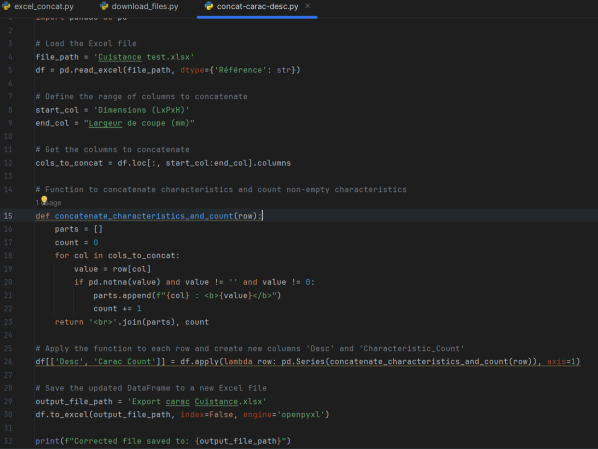 excel_concat.py download_files.py concat-carac-desc.py ×
1 import pandas as pd
2
3
# Load the Excel file
4 file_path = 'Cuistance test.xlsx'
5 df = pd.read_excel(file_path, dtype={'Référence': str})
6
7 # Define the range of columns to concatenate
8 start_col = 'Dimensions (LxPxH)'
9 end_col = "Largeur de coupe (mm)"
10
11 # Get the columns to concatenate
12 cols_to_concat = df.loc[:, start_col:end_col].columns
13
14 # Function to concatenate characteristics and count non-empty characteristics
1 usage
15 def concatenate_characteristics_and_count(row):
16 parts = []
17 count = 0
18 for col in cols_to_concat:
19 value = row[col]
20 if pd.notna(value) and value != '' and value != 0:
21 parts.append(f"{col} : <b>{value}</b>")
22 count += 1
23 return '<br>'.join(parts), count
24
25 # Apply the function to each row and create new columns 'Desc' and 'Characteristic_Count'
26 df[['Desc', 'Carac Count']] = df.apply(lambda row: pd.Series(concatenate_characteristics_and_count(row)), axis=1)
27
28 # Save the updated DataFrame to a new Excel file
29 output_file_path = 'Export carac Cuistance.xlsx'
30 df.to_excel(output_file_path, index=False, engine='openpyxl')
31
32 print(f"Corrected file saved to: {output_file_path}")